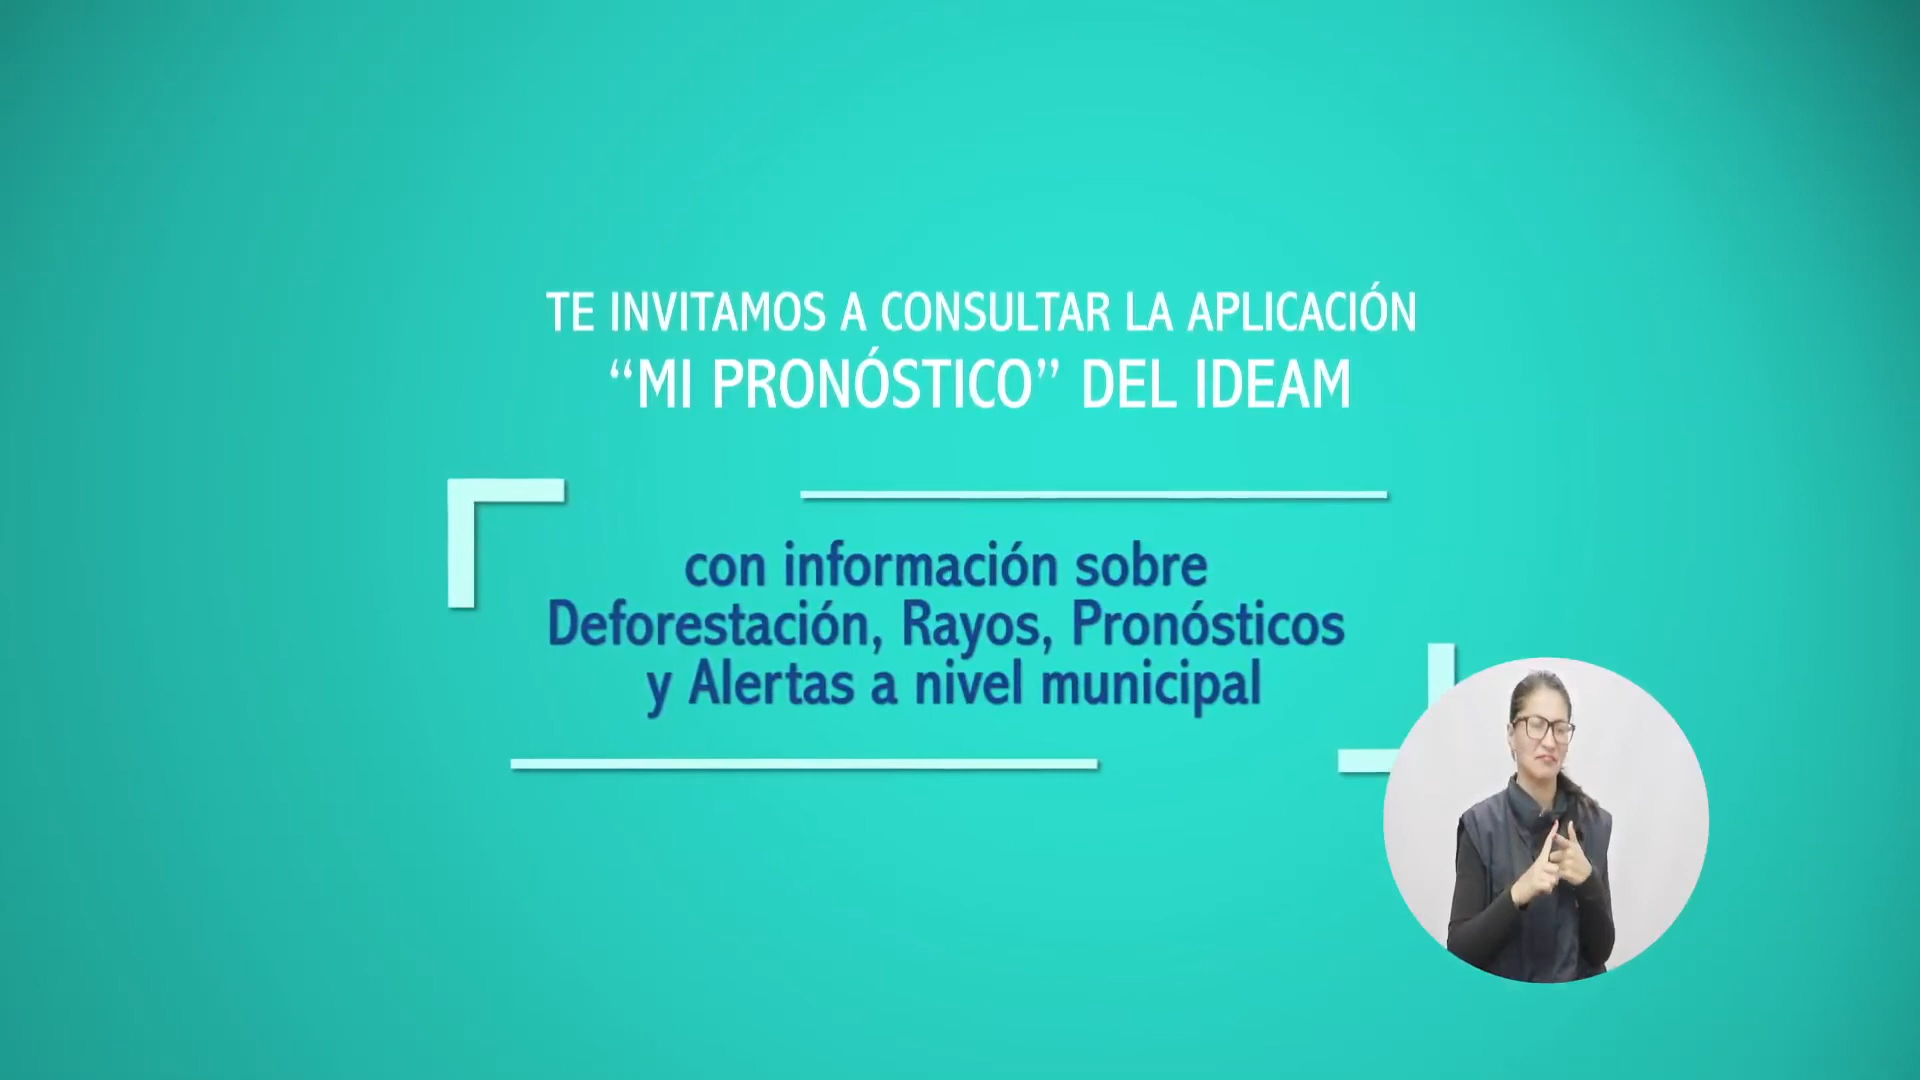 TE INVITAMOS A CONSULTAR LA APLICACIÓN
“MI PRONÓSTICO” DEL IDEAM
con información sobre
Deforestación, Rayos, Pronósticos
y Alertas a nivel municipal